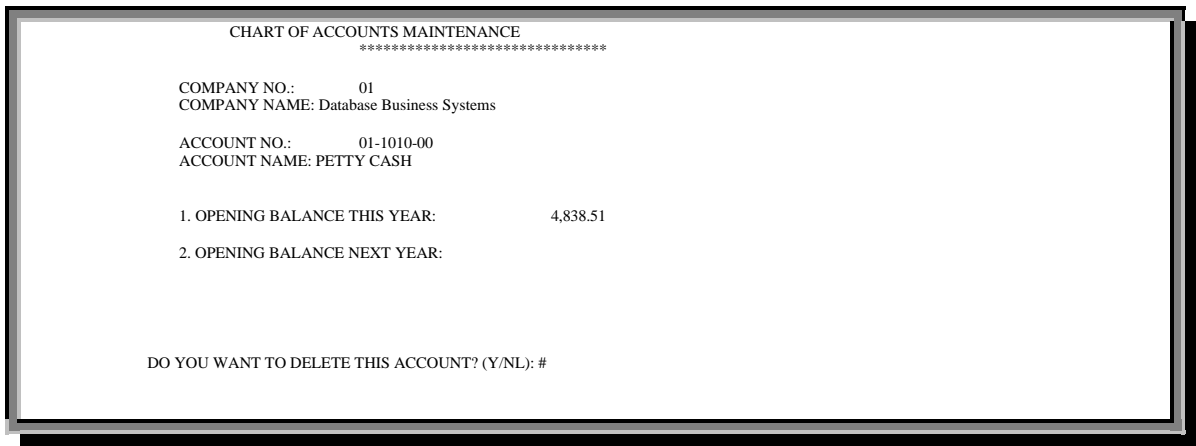 CHART OF ACCOUNTS MAINTENANCE
*******************************
COMPANY NO.: 01
COMPANY NAME: Database Business Systems
ACCOUNT NO.: 01-1010-00
ACCOUNT NAME: PETTY CASH
1. OPENING BALANCE THIS YEAR: 4,838.51
2. OPENING BALANCE NEXT YEAR:
DO YOU WANT TO DELETE THIS ACCOUNT? (Y/NL): #